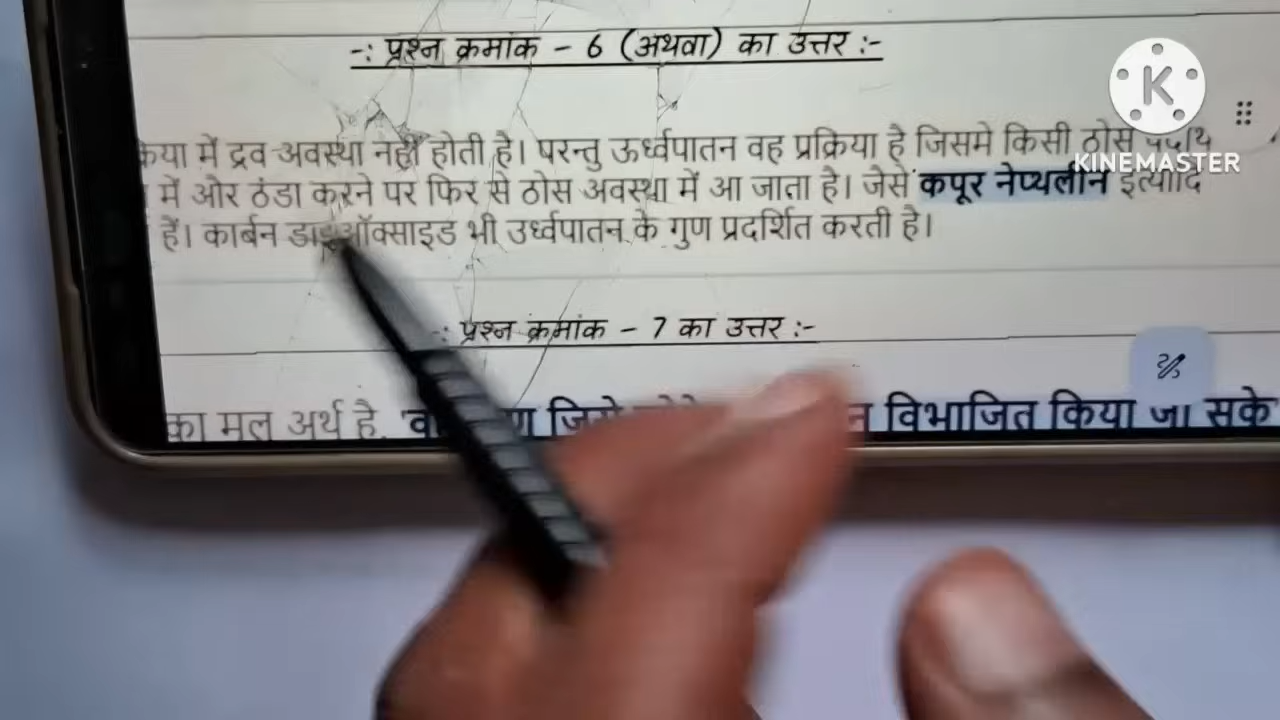 -: प्रश्न क्रमांक - 6 (अथवा) का उत्तर :-
में द्रव अवस्था नहीं होती है। परन्तु ऊर्ध्वपातन वह प्रक्रिया है जिसमे किसी ठोस
में ओर ठंडा करने पर फिर से ठोस अवस्था में आ जाता है। जेसे कपूर नेप्थलीन इत्यादि
हैं। कार्बन डाइऑक्साइड भी उर्ध्वपातन के गुण प्रदर्शित करती है।
-: प्रश्न क्रमांक - 7 का उत्तर :-
का मूल अर्थ है, विभाजित किया जा सके
K
KINEMASTER